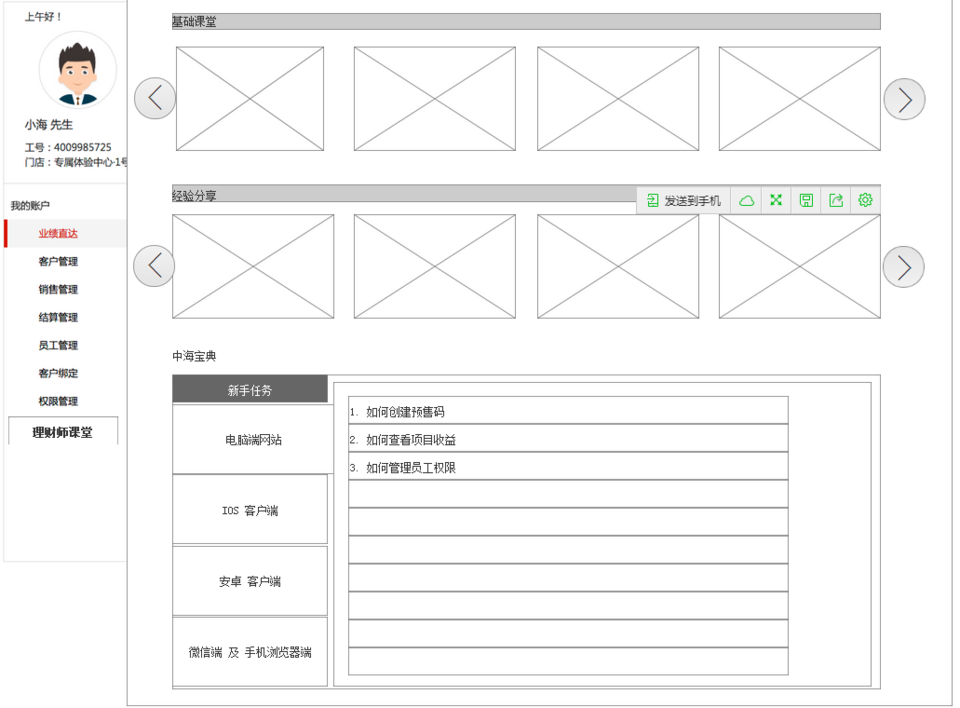 上午好！
小海 先生
工号：4009985725
门店：专属体验中心-1号
我的账户
业绩直达
客户管理
销售管理
结算管理
员工管理
客户绑定
权限管理
理财师课堂
基础课堂
经验分享
发送到手机
中海宝典
新手任务
电脑端网站
IOS 客户端
安卓 客户端
微信端 及 手机浏览器端
1. 如何创建预售码
2. 如何查看项目收益
3. 如何管理员工权限